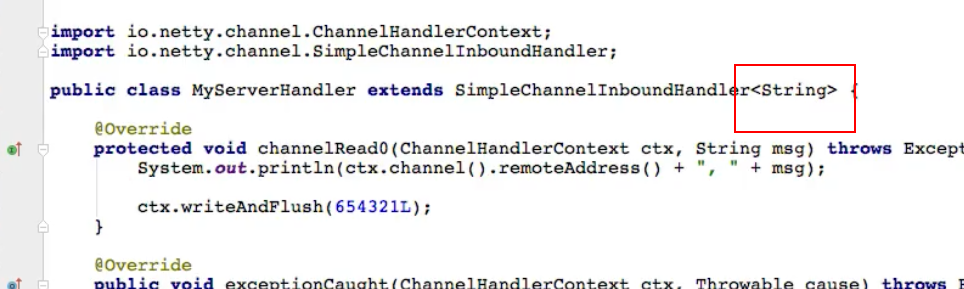 import io.netty.channel.ChannelHandlerContext;
import io.netty.channel.SimpleChannelInboundHandler;
public class MyServerHandler extends SimpleChannelInboundHandler<String> {
@Override
protected void channelRead0(ChannelHandlerContext ctx, String msg) throws Except
System.out.println(ctx.channel().remoteAddress() + ", " + msg);
ctx.writeAndFlush(654321L);
}
@Override
public void exceptionCaught(ChannelHandlerContext ctx, Throwable cause) throws E